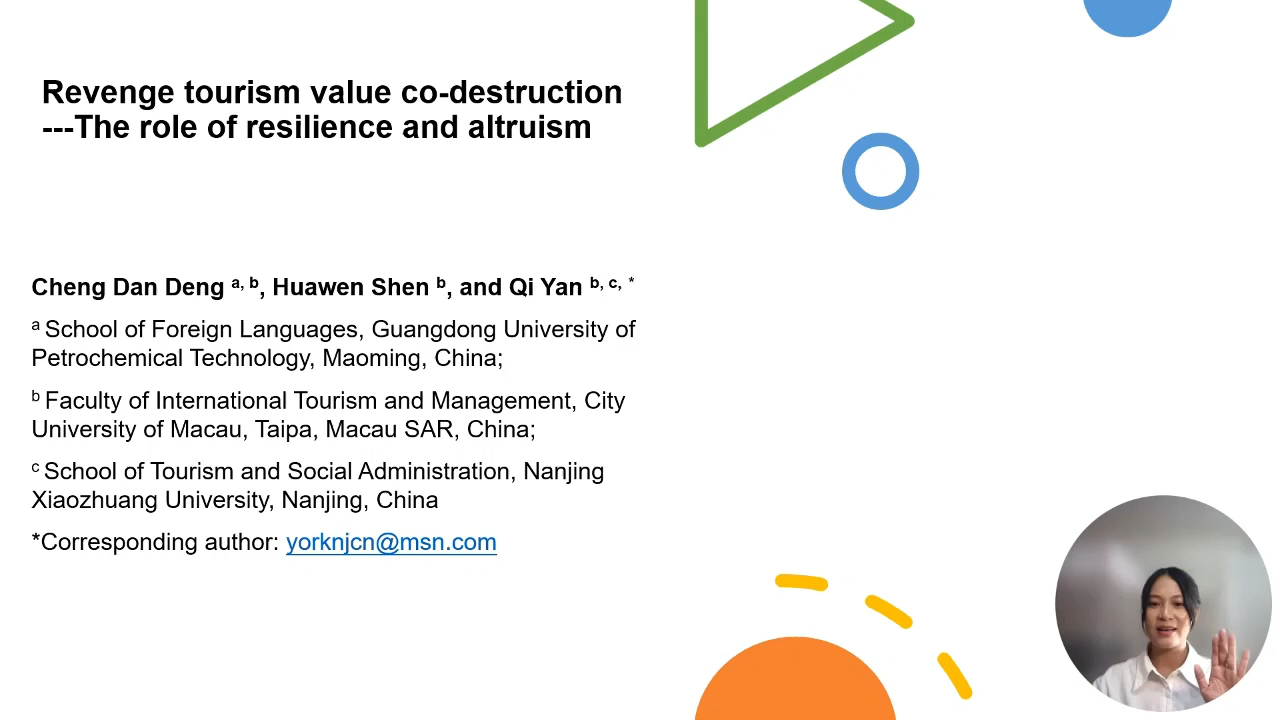 Revenge tourism value co-destruction
---The role of resilience and altruism
Cheng Dan Deng a, b, Huawen Shen b, and Qi Yan b, c, *
a School of Foreign Languages, Guangdong University of
Petrochemical Technology, Maoming, China;
b Faculty of International Tourism and Management, City
University of Macau, Taipa, Macau SAR, China;
c School of Tourism and Social Administration, Nanjing
Xiaozhuang University, Nanjing, China
*Corresponding author: yorknjcn@msn.com